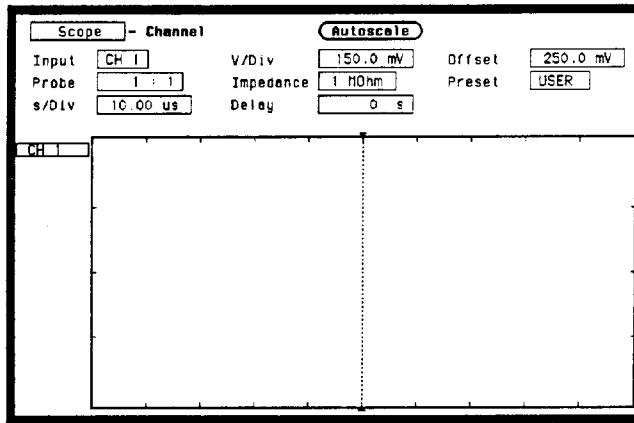 Scope - Channel Autoscale
Input CH 1 V/Div 150.0 mV Offset 250.0 mV
Probe 1 : 1 Impedance 1 MOhm Preset USER
s/Div 10.00 us Delay 0 s
CH 1